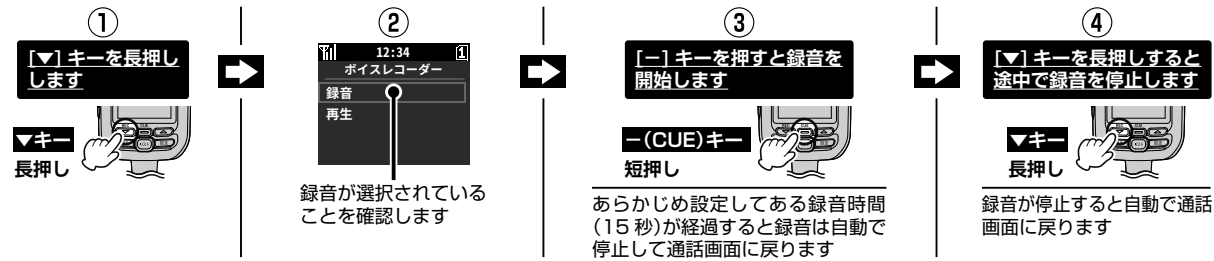 ①
[▼] キーを長押し
します
▼キー
長押し
②
12:34
1
ボイスレコーダー
録音
再生
録音が選択されている
ことを確認します
③
[－] キーを押すと録音を
開始します
－(CUE)キー
短押し
あらかじめ設定してある録音時間
(15 秒)が経過すると録音は自動で
停止して通話画面に戻ります
④
[▼] キーを長押しすると
途中で録音を停止します
▼キー
長押し
録音が停止すると自動で通話
画面に戻ります